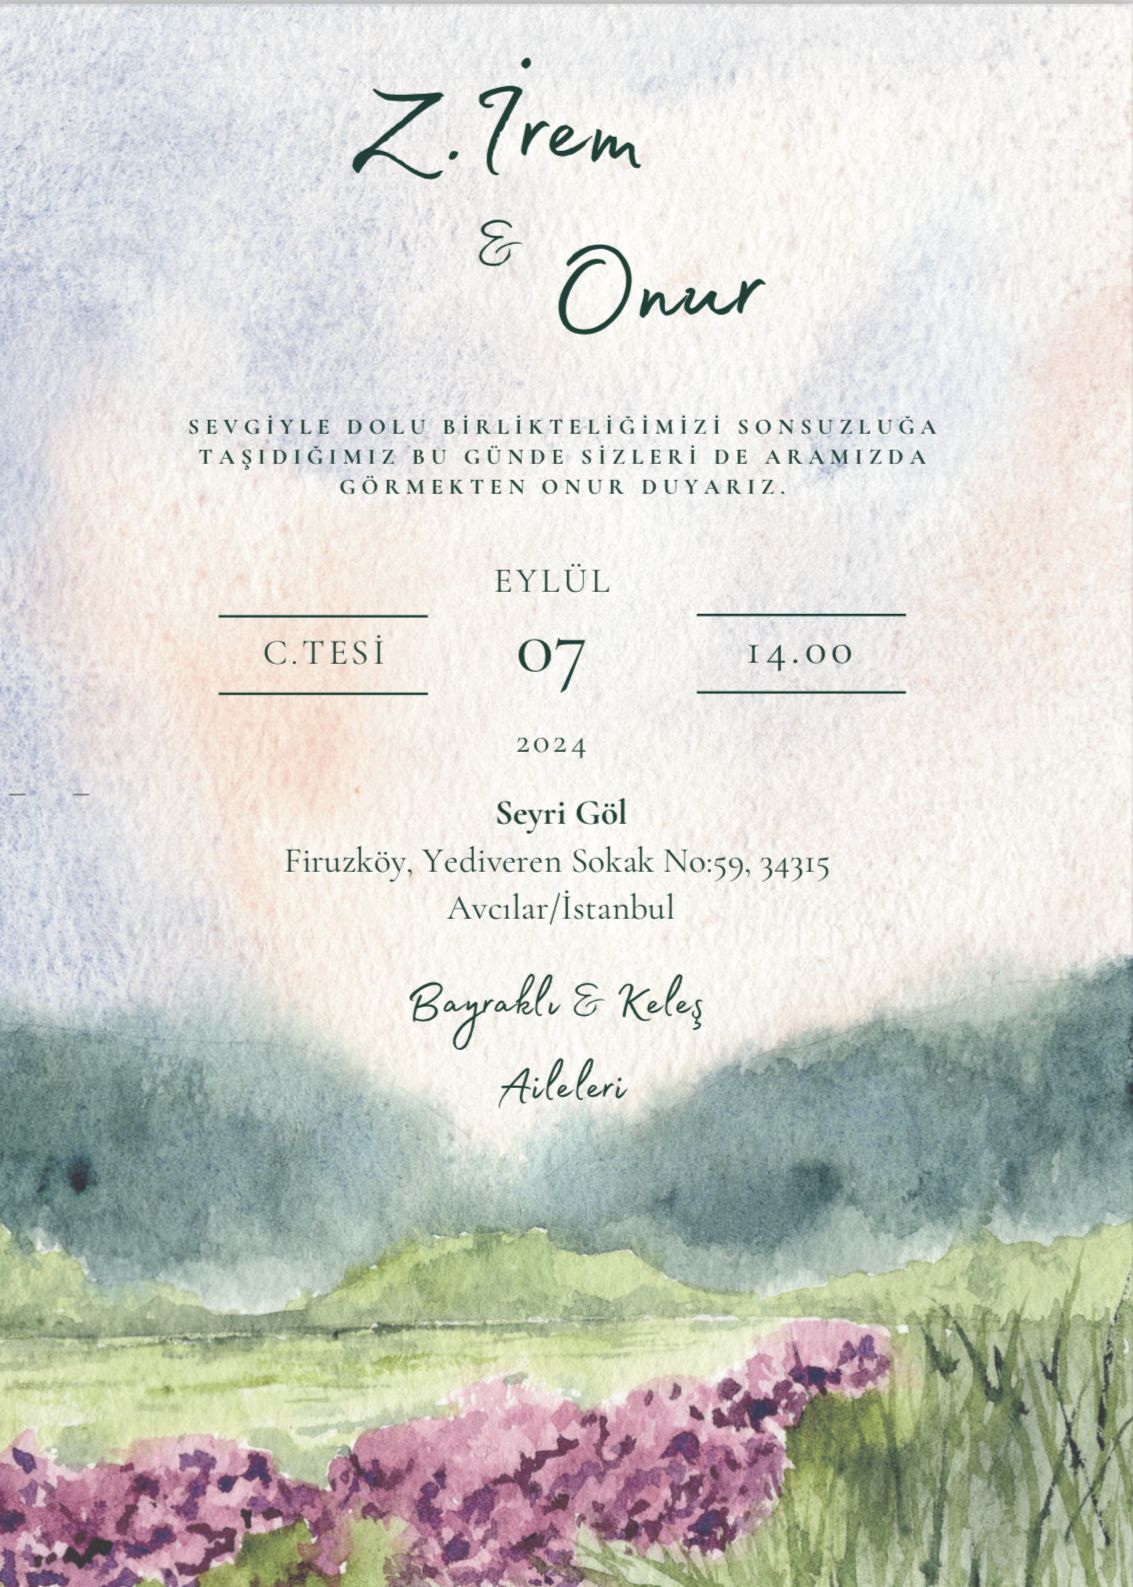 Z. İrem
&
Onur
SEVGİYLE DOLU BİRLİKTELİĞİMİZİ SONSUZLUĞA
TAŞIDIĞIMIZ BU GÜNDE SİZLERİ DE ARAMIZDA
GÖRMEKTEN ONUR DUYARIZ.
EYLÜL
C.TESİ 07 14.00
2024
Seyri Göl
Firuzköy, Yediveren Sokak No:59, 34315
Avcılar/İstanbul
Bayraklı & Keleş
Aileleri